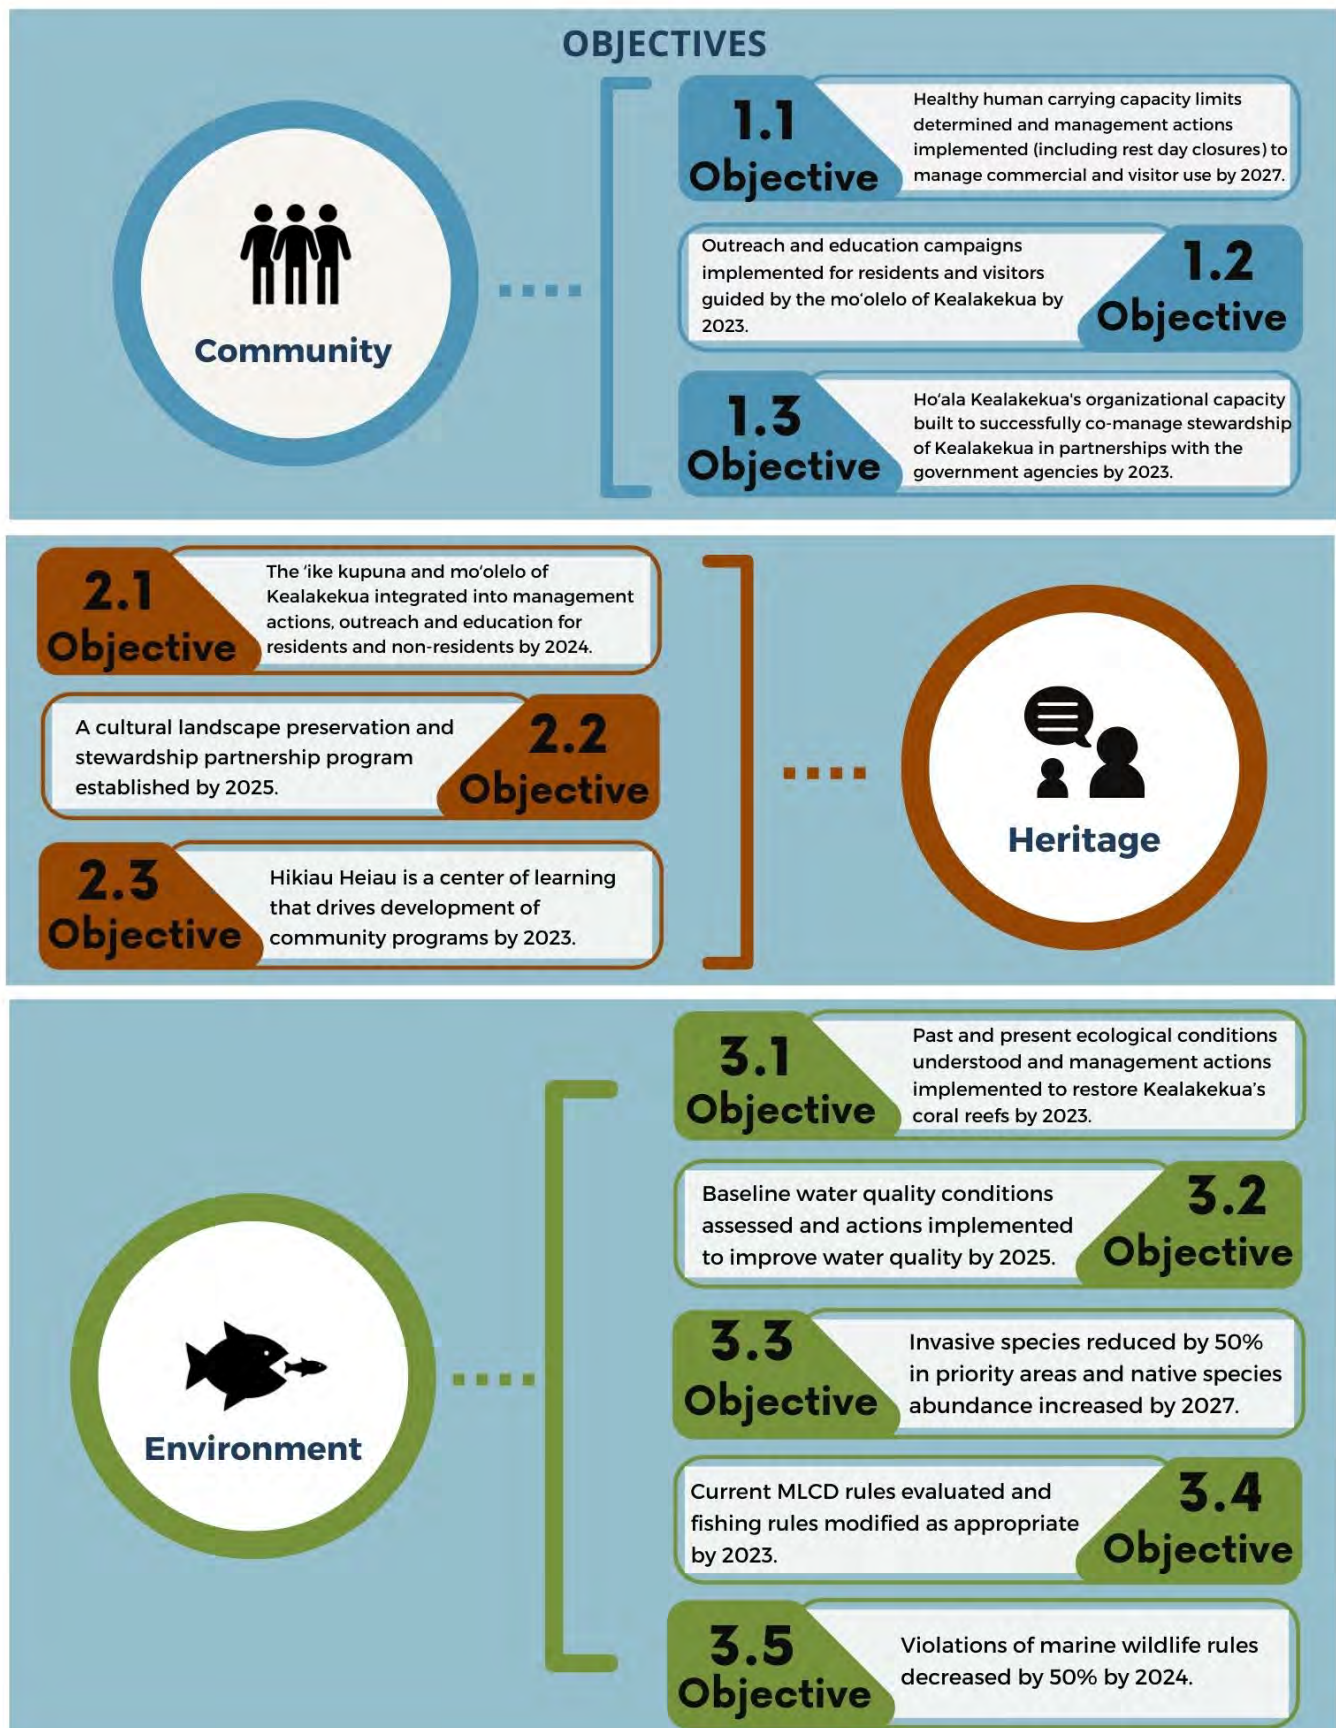 OBJECTIVES
Community
1.1
Objective
Healthy human carrying capacity limits
determined and management actions
implemented (including rest day closures) to
manage commercial and visitor use by 2027.
Outreach and education campaigns
implemented for residents and visitors
guided by the mo‘olelo of Kealakekua by
2023.
1.2
Objective
1.3
Objective
Ho‘ala Kealakekua's organizational capacity
built to successfully co-manage stewardship
of Kealakekua in partnerships with the
government agencies by 2023.
2.1
Objective
The ‘ike kupuna and mo‘olelo of
Kealakekua integrated into management
actions, outreach and education for
residents and non-residents by 2024.
A cultural landscape preservation and
stewardship partnership program
established by 2025.
2.2
Objective
2.3
Objective
Hikiau Heiau is a center of learning
that drives development of
community programs by 2023.
Heritage
Environment
3.1
Objective
Past and present ecological conditions
understood and management actions
implemented to restore Kealakekua’s
coral reefs by 2023.
Baseline water quality conditions
assessed and actions implemented
to improve water quality by 2025.
3.2
Objective
3.3
Objective
Invasive species reduced by 50%
in priority areas and native species
abundance increased by 2027.
Current MLCD rules evaluated and
fishing rules modified as appropriate
by 2023.
3.4
Objective
3.5
Objective
Violations of marine wildlife rules
decreased by 50% by 2024.